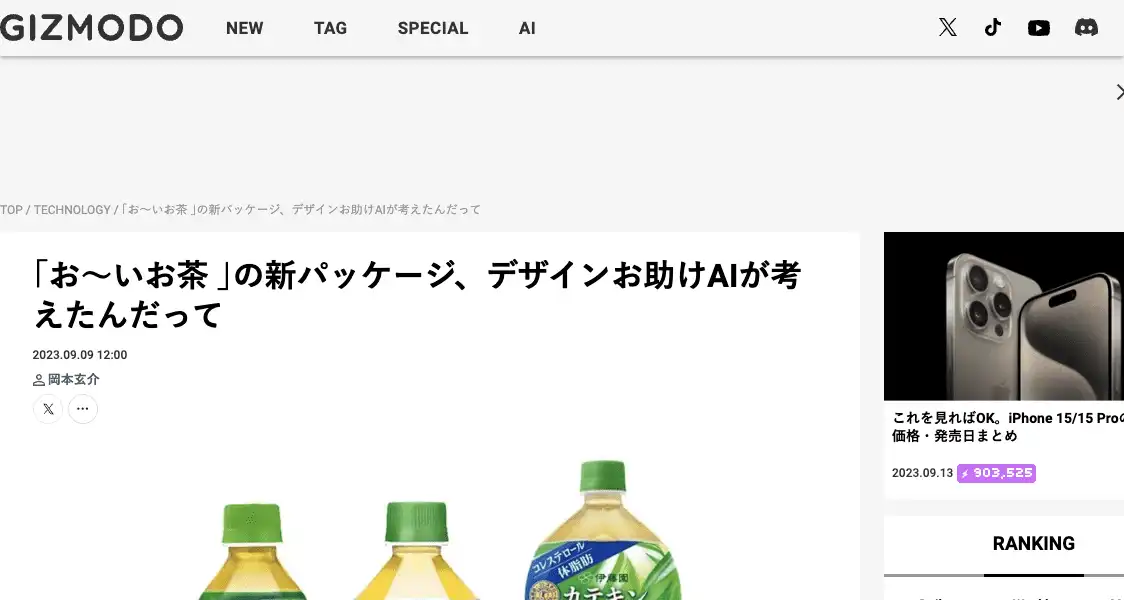 GIZMODO
NEW TAG SPECIAL AI
TOP / TECHNOLOGY / 「お〜いお茶 」の新パッケージ、デザインお助けAIが考えたんだって
「お〜いお茶 」の新パッケージ、デザインお助けAIが考
えたんだって
2023.09.09 12:00
岡本玄介
コレステロール
体脂肪
伊藤園
カテキン
これを見ればOK。iPhone 15/15 Proの
価格・発売日まとめ
2023.09.13 903,525
RANKING